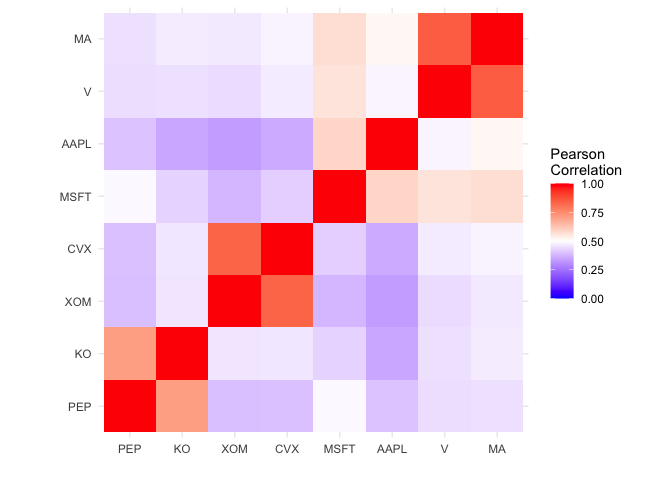 MA
V
AAPL
MSFT
CVX
XOM
KO
PEP
PEP KO XOM CVX MSFT AAPL V MA
Pearson
Correlation
1.00
0.75
0.50
0.25
0.00